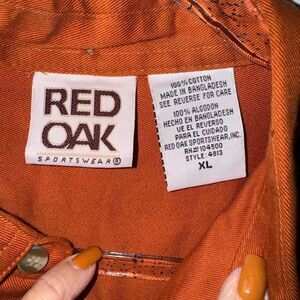 RED
OAK
SPORTSWEAR®
100% COTTON
MADE IN BANGLADESH
SEE REVERSE FOR CARE
100% ALGODON
HECHO EN BANGLADESH
VE EL REVERSO
PARA EL CUIDADO
RED OAK SPORTSWEAR, INC.
RN# 104500
STYLE: 4813
XL